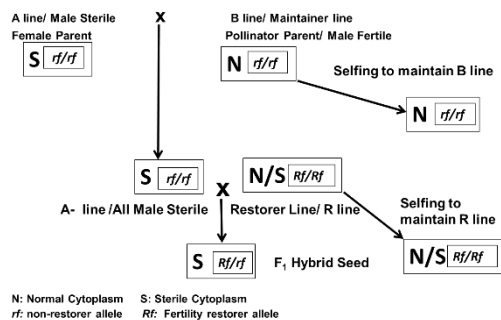 A line/ Male Sterile x B line/ Maintainer line
Female Parent Pollinator Parent/ Male Fertile
S rf/rf N rf/rf Selfing to maintain B line
N rf/rf
S rf/rf x N/S Rf/Rf
A- line /All Male Sterile Restorer Line/ R line Selfing to
maintain R line
S Rf/rf F1 Hybrid Seed N/S Rf/Rf
N: Normal Cytoplasm S: Sterile Cytoplasm
rf: non-restorer allele Rf: Fertility restorer allele